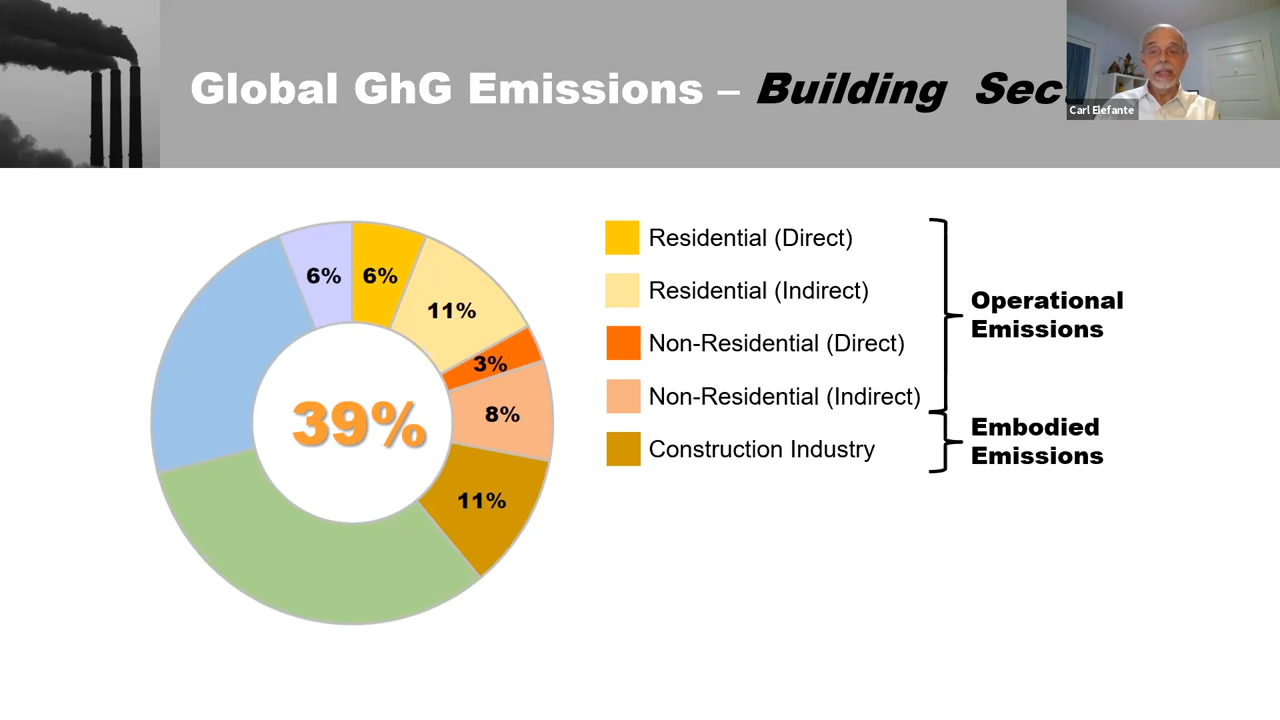 Global GhG Emissions – Building
Carl Elefante
6%
6%
11%
3%
8%
11%
39%
Residential (Direct)
Residential (Indirect)
Non-Residential (Direct)
Non-Residential (Indirect)
Construction Industry
Operational
Emissions
Embodied
Emissions